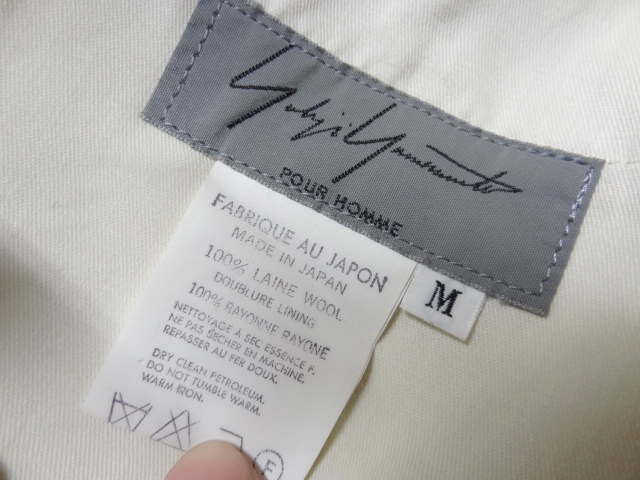 Yohji Yamamoto
POUR HOMME
FABRIQUE AU JAPON
MADE IN JAPAN
100% LAINE WOOL
DOUBLURE LINING
100% RAYONNE RAYONE
NETTOYAGE A SEC ESSENCE F.
NE PAS SÉCHER EN MACHINE.
REPASSER AU FER DOUX.
DRY CLEAN PETROLEUM.
DO NOT TUMBLE WARM.
WARM IRON.
F
M